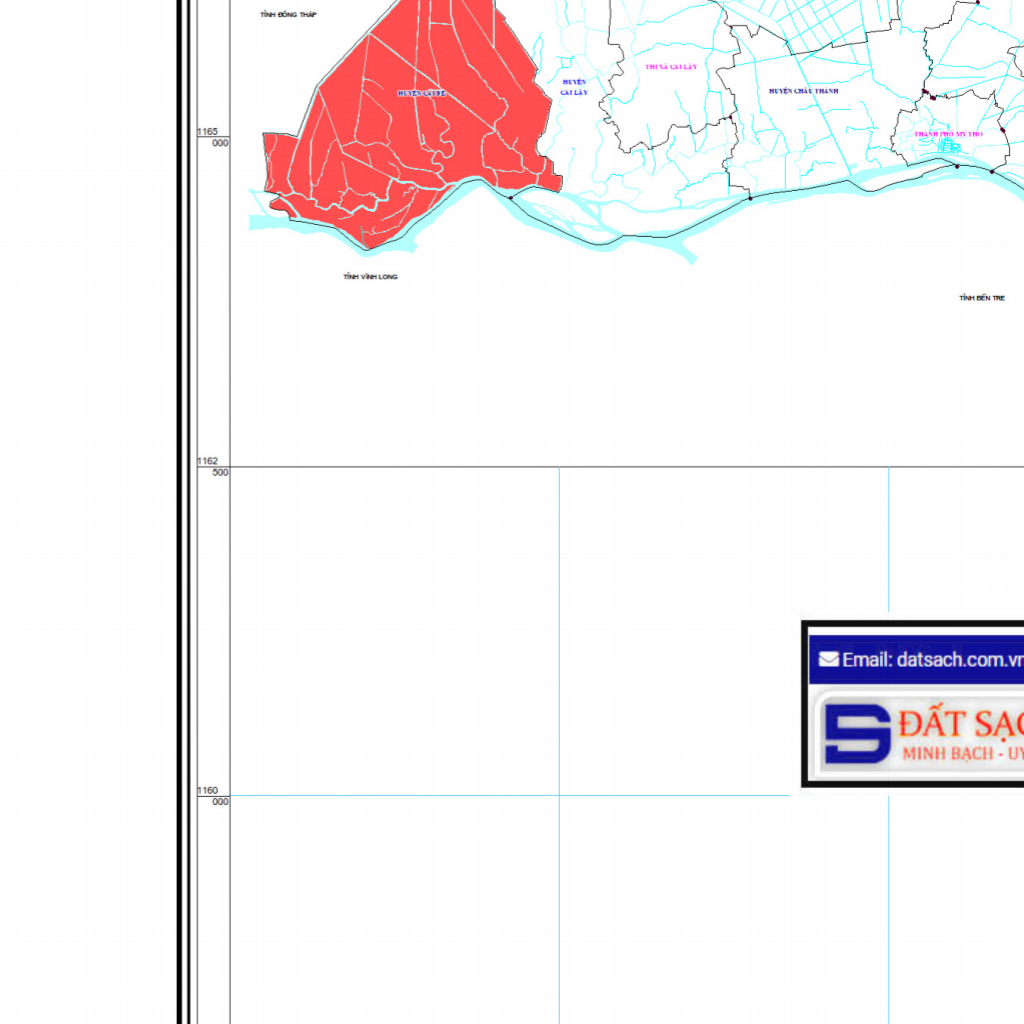 TỈNH ĐỒNG THÁP
THỊ XÃ CAI LẬY
HUYỆN
CAI LẬY
HUYỆN CÁI BÈ
HUYỆN CHÂU THÀNH
THÀNH PHỐ MỸ THO
1165
000
TỈNH VĨNH LONG
TỈNH BẾN TRE
1162
500
Email: datsach.com.vn
ĐẤT SẠC
MINH BẠCH - UY
1160
000